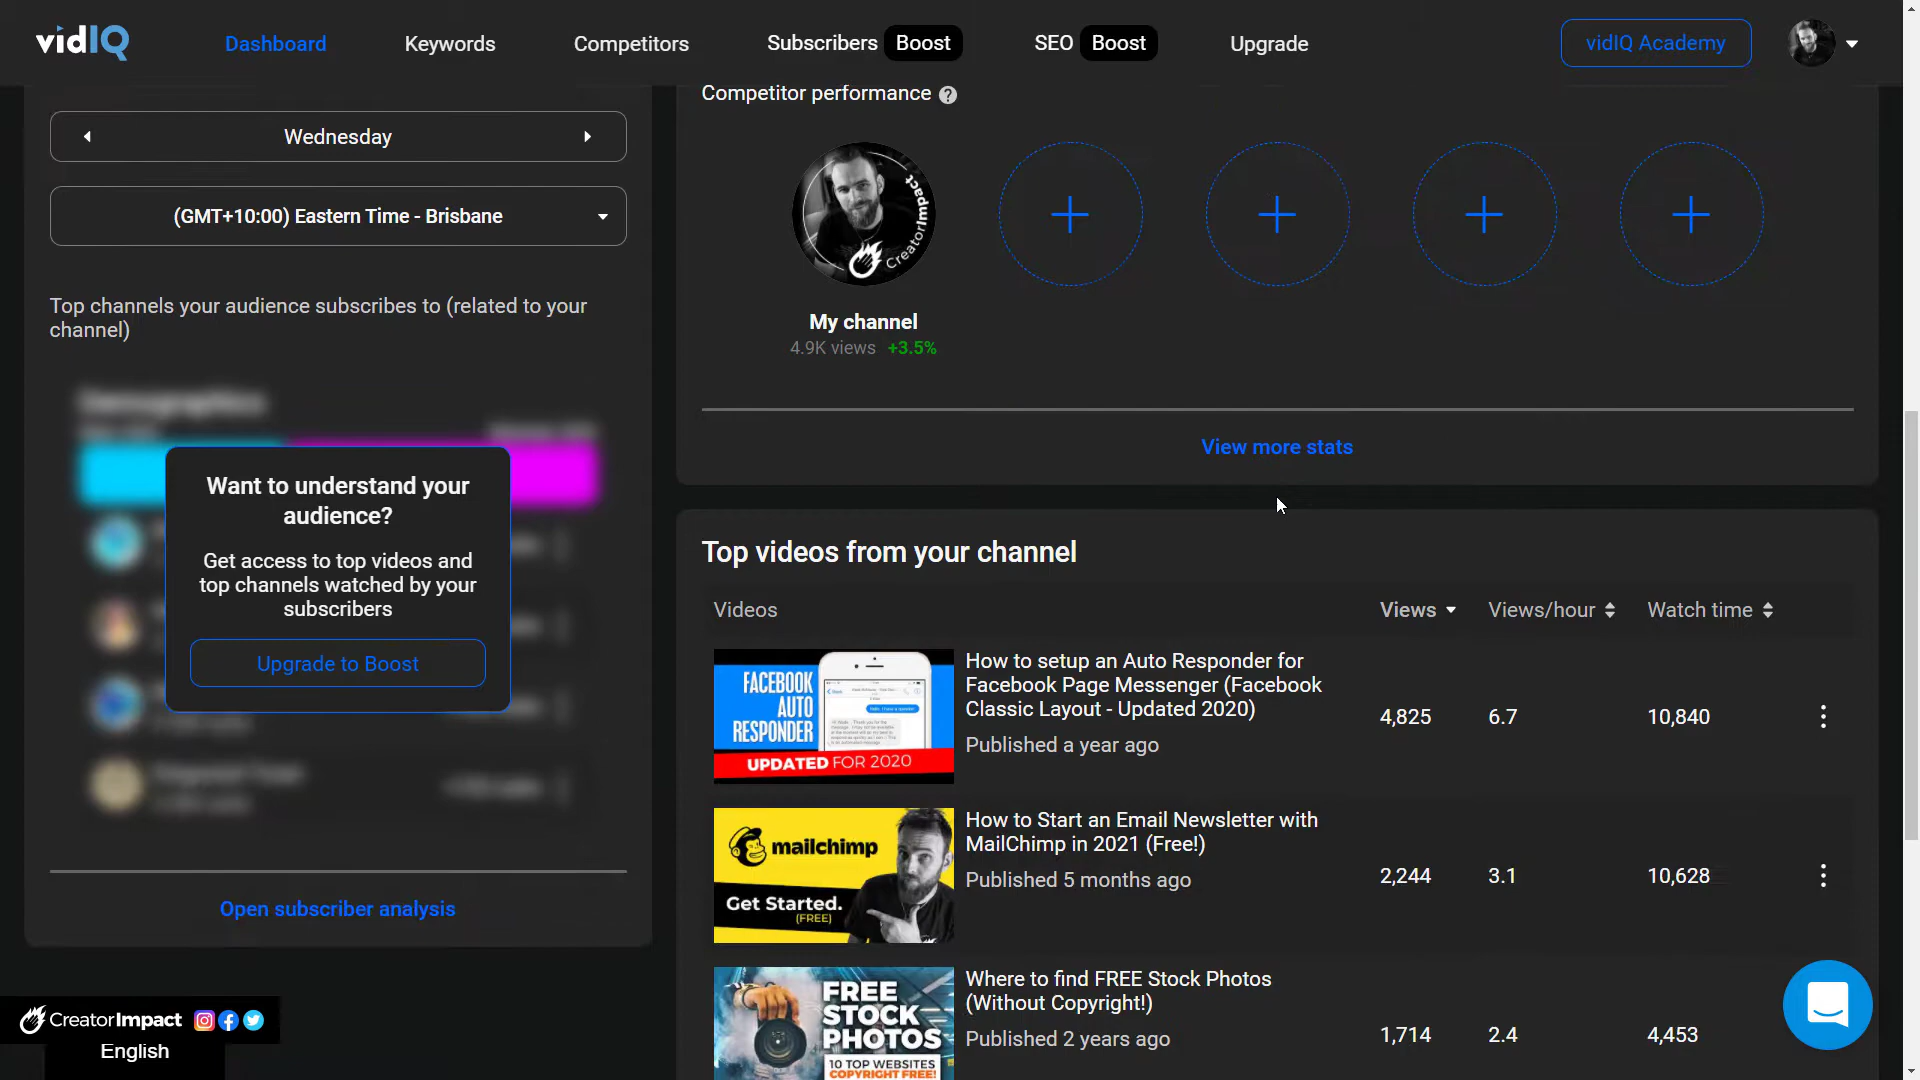 vidIQ
Dashboard
Keywords
Competitors
Subscribers Boost
SEO Boost
Upgrade
vidIQ Academy
Wednesday
(GMT+10:00) Eastern Time - Brisbane
Top channels your audience subscribes to (related to your
channel)
Demographics
Want to understand your
audience?
Get access to top videos and
top channels watched by your
subscribers
Upgrade to Boost
Open subscriber analysis
CreatorImpact
English
Competitor performance ?
CreatorImpact
My channel
4.9K views +3.5%
View more stats
Top videos from your channel
Videos Views Views/hour Watch time
FACEBOOK
AUTO
RESPONDER
UPDATED FOR 2020
How to setup an Auto Responder for
Facebook Page Messenger (Facebook
Classic Layout - Updated 2020)
Published a year ago
4,825 6.7 10,840
mailchimp
Get Started.
(FREE)
How to Start an Email Newsletter with
MailChimp in 2021 (Free!)
Published 5 months ago
2,244 3.1 10,628
FREE
STOCK
PHOTOS
10 TOP WEBSITES
COPYRIGHT FREE!
Where to find FREE Stock Photos
(Without Copyright!)
Published 2 years ago
1,714 2.4 4,453